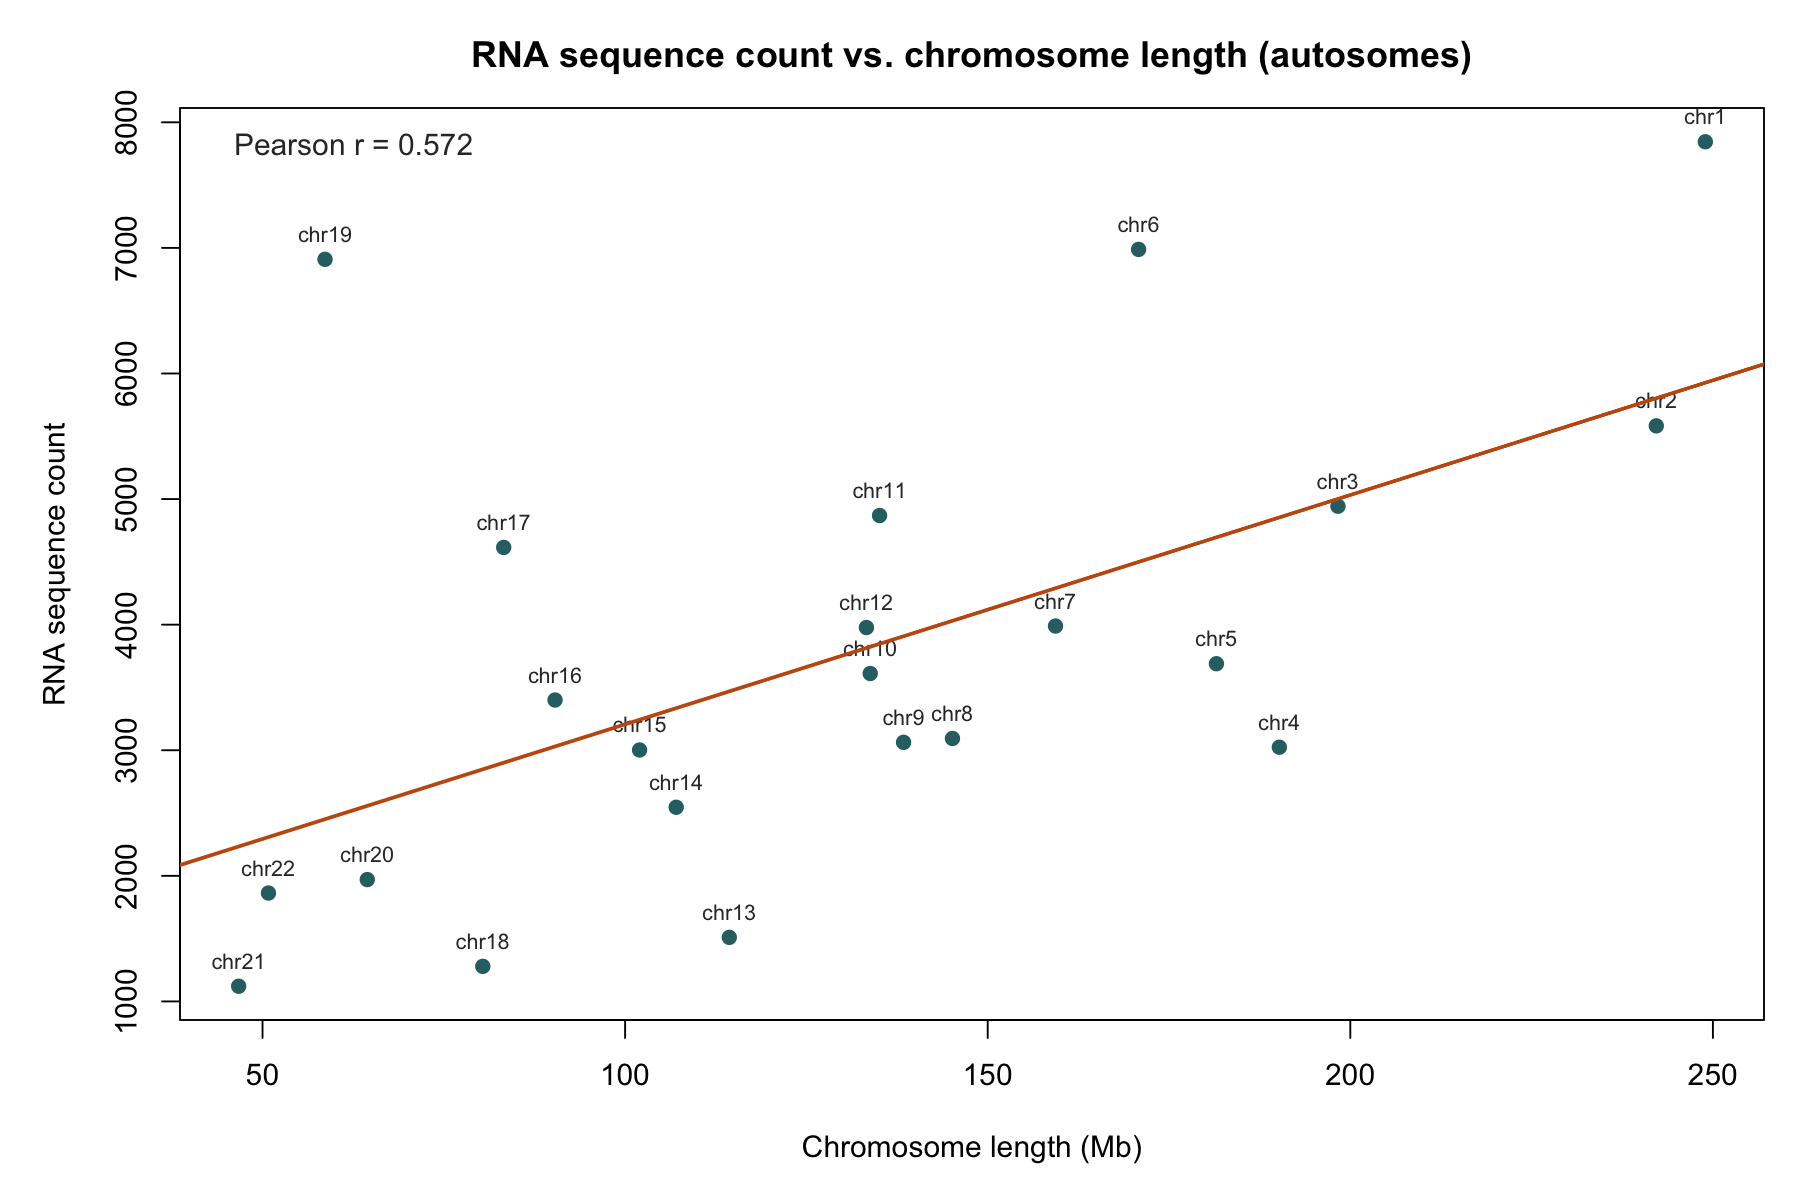 RNA sequence count vs. chromosome length (autosomes)
Pearson r = 0.572
chr1
chr6
chr19
chr2
chr3
chr11
chr17
chr12
chr7
chr10
chr5
chr16
chr15
chr9 chr8
chr4
chr14
chr20
chr22
chr13
chr18
chr21
RNA sequence count
8000
7000
6000
5000
4000
3000
2000
1000
50 100 150 200 250
Chromosome length (Mb)